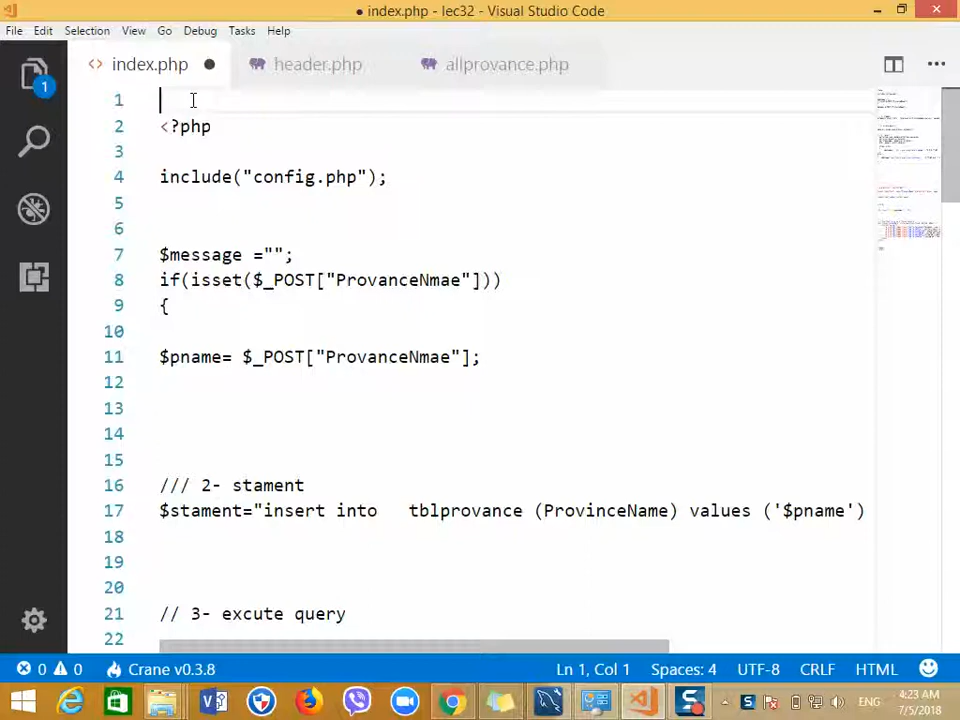 ● index.php - lec32 - Visual Studio Code
File Edit Selection View Go Debug Tasks Help
index.php ● header.php allprovance.php
1
2 <?php
3
4 include("config.php");
5
6
7 $message ="";
8 if(isset($_POST["ProvanceNmae"]))
9 {
10
11 $pname= $_POST["ProvanceNmae"];
12
13
14
15
16 /// 2- stament
17 $stament="insert into   tblprovance (ProvinceName) values ('$pname')
18
19
20
21 // 3- excute query
22
1
0 0 Crane v0.3.8 Ln 1, Col 1 Spaces: 4 UTF-8 CRLF HTML
ENG 4:23 AM
7/5/2018